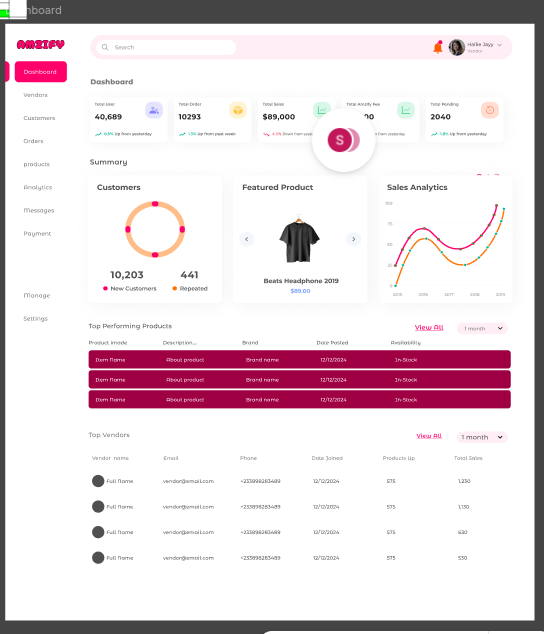 Dashboard
AMZIFY
Search
Hallie Jayy
Vendor
Dashboard
Vendors
Customers
Orders
products
Analytics
Messages
Payment
Manage
Settings
Dashboard
Total User
40,689
8.5% Up from yesterday
Total Order
10293
1.3% Up from past week
Total Sales
$89,000
4.3% Down from yesterday
Total Amzify Fee
from yesterday
Total Pending
2040
1.8% Up from yesterday
S
Summary
Customers
10,203
441
New Customers
Repeated
Featured Product
Beats Headphone 2019
$89.00
Sales Analytics
100
75
50
25
0
2015 2016 2017 2018 2019
Top Performing Products
View All
1 month
Product image Description... Brand Date Posted Availability
Item Name About product Brand name 12/12/2024 In-Stock
Item Name About product Brand name 12/12/2024 In-Stock
Item Name About product Brand name 12/12/2024 In-Stock
Top Vendors
View All
1 month
Vendor name Email Phone Date Joined Products Up Total Sales
Full Name vendor@email.com +233898283489 12/12/2024 575 1,230
Full Name vendor@email.com +233898283489 12/12/2024 575 1,130
Full Name vendor@email.com +233898283489 12/12/2024 575 630
Full Name vendor@email.com +233898283489 12/12/2024 575 530